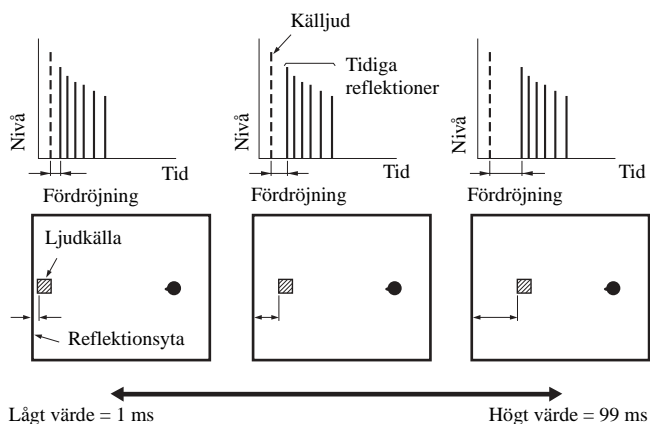 Källjud
Tidiga
reflektioner
Nivå
Nivå
Nivå
Tid
Tid
Tid
Fördröjning
Fördröjning
Fördröjning
Ljudkälla
Reflektionsyta
Lågt värde = 1 ms
Högt värde = 99 ms